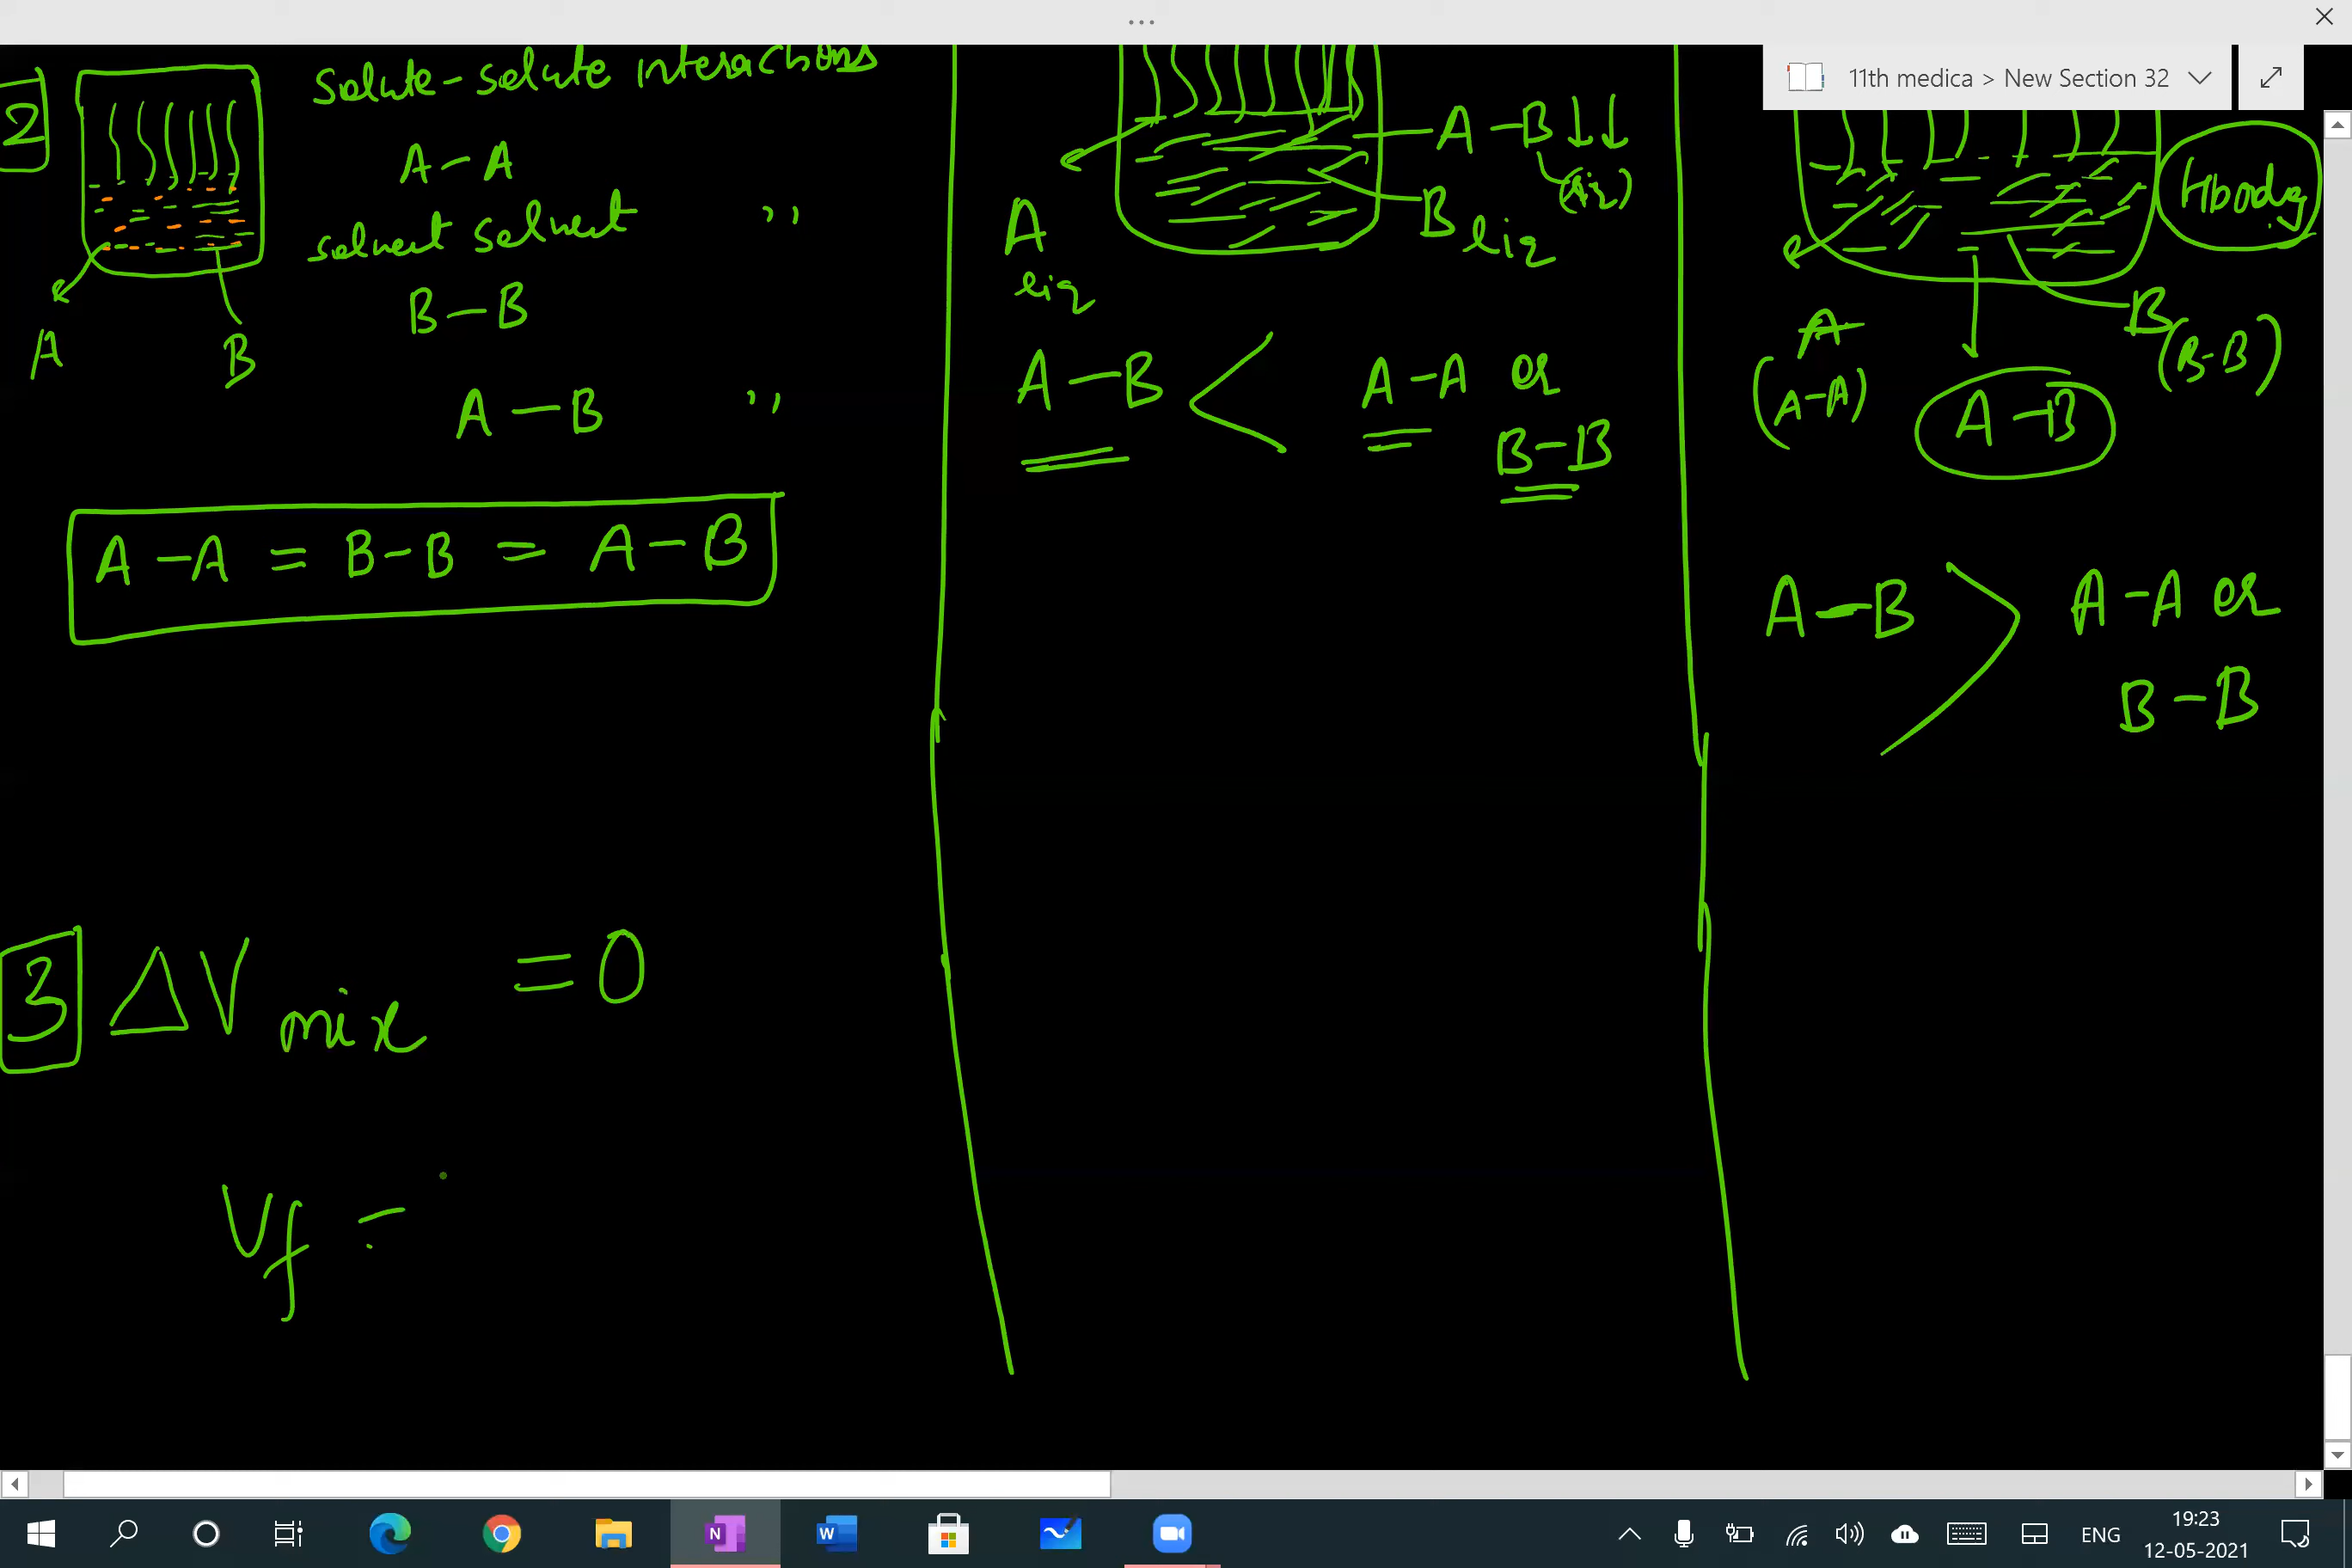 11th medica > New Section 32
2
Solute-solute interactions
A-A
solvent solvent "
B-B
A-B "
A
B
A-A = B-B = A-B
3 ΔV mix = 0
Vf =
A-B ↓↓
(liq)
B liq
A
liq
A-B < A-A or
B-B
Hbondg
A
(A-A)
B
(B-B)
A-B
A-B > A-A or
B-B
ENG
19:23
12-05-2021